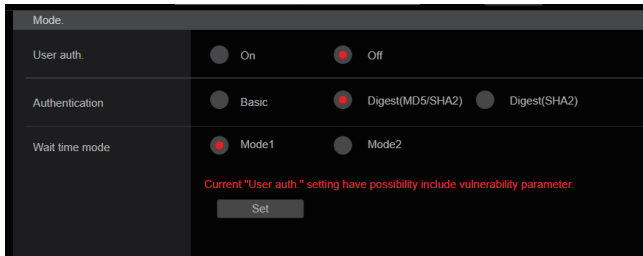 Mode.
User auth. On Off
Authentication Basic Digest(MD5/SHA2) Digest(SHA2)
Wait time mode Mode1 Mode2
Current "User auth." setting have possibility include vulnerability parameter.
Set